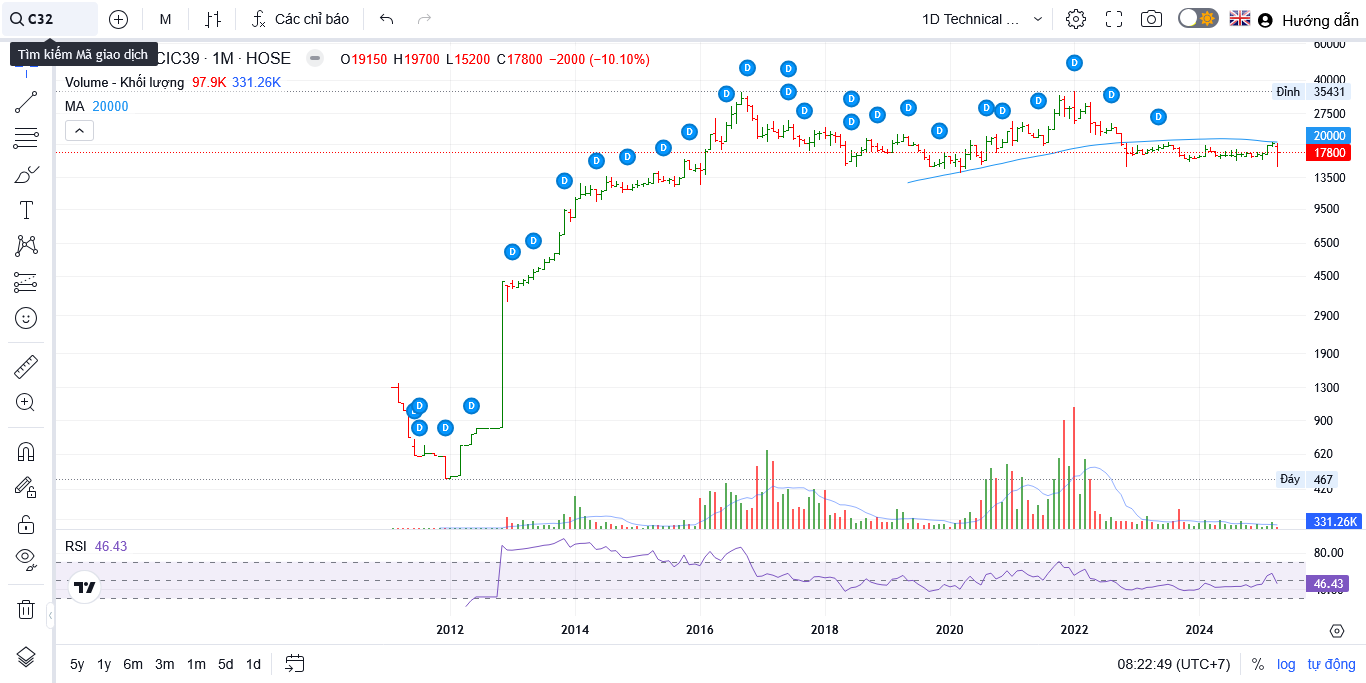 C32
M
Các chỉ báo
1D Technical ...
Hướng dẫn
Tìm kiếm Mã giao dịch
CIC39 · 1M · HOSE
O19150 H19700 L15200 C17800 −2000 (−10.10%)
Volume - Khối lượng 97.9K 331.26K
MA 20000
60000
40000
Đỉnh 35431
27500
20000
17800
13500
9500
6500
4500
2900
1900
1300
900
620
Đáy 467
420
331.26K
D D D D D D D D D D D D D D D D D D D D D D D D D D D D
RSI 46.43
80.00
46.43
2012 2014 2016 2018 2020 2022 2024
5y 1y 6m 3m 1m 5d 1d
08:22:49 (UTC+7) % log tự động